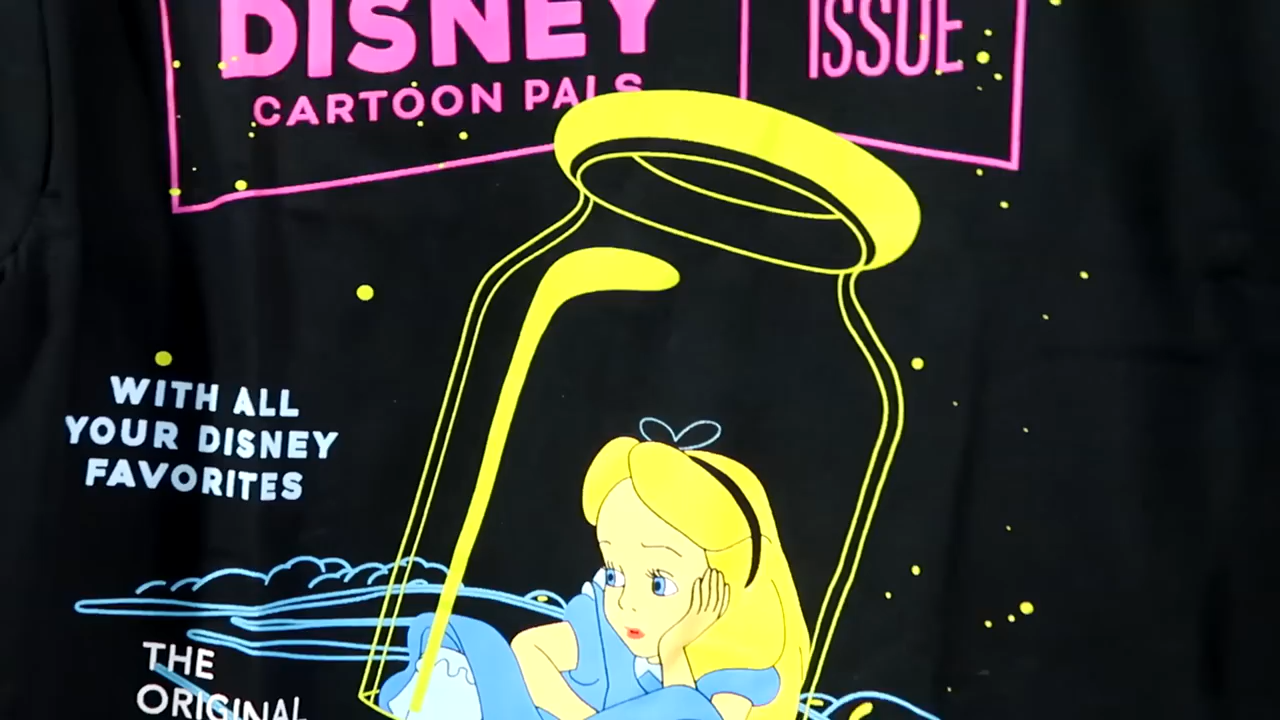 DISNEY
CARTOON PALS
ISSUE
WITH ALL
YOUR DISNEY
FAVORITES
THE
ORIGINAL